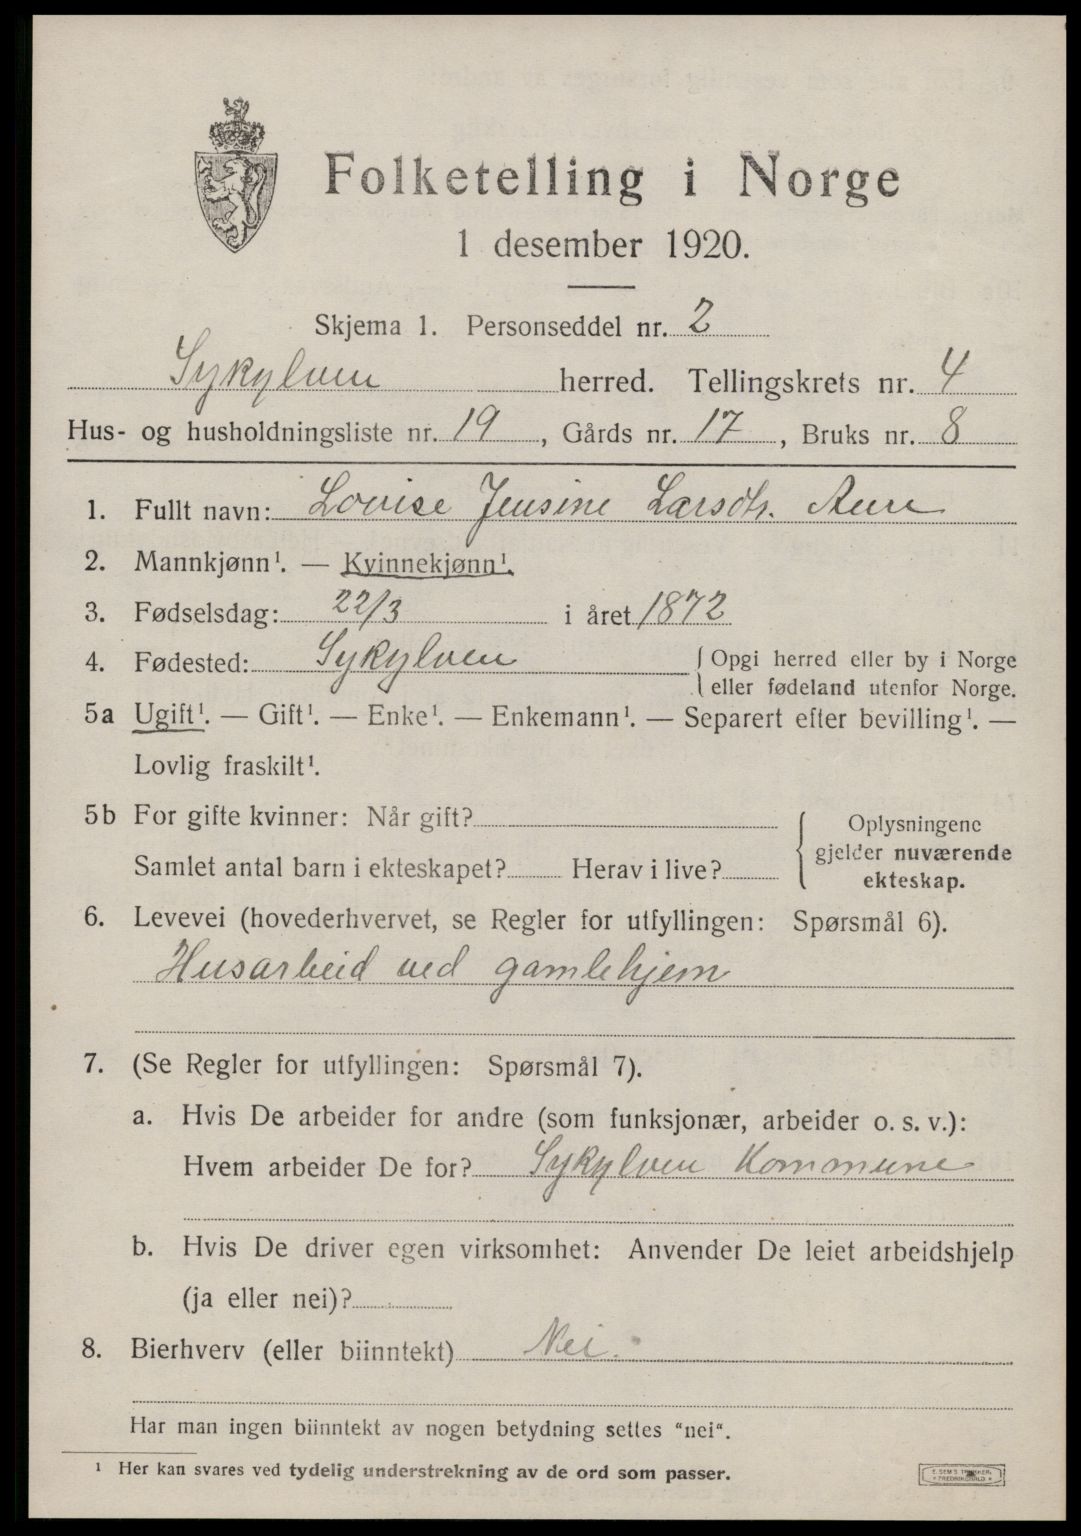 Folketelling i Norge
1 desember 1920.
Skjema 1. Personseddel nr. 2
Sykylven herred. Tellingskrets nr. 4
Hus- og husholdningsliste nr. 19, Gårds nr. 17, Bruks nr. 8
1. Fullt navn: Lovise Jensine Larsdtr. Aure
2. Mannkjønn¹. — Kvinnekjønn¹.
3. Fødselsdag: 22/3 i året 1872
4. Fødested: Sykylven { Opgi herred eller by i Norge
eller fødeland utenfor Norge.
5a Ugift¹. — Gift¹. — Enke¹. — Enkemann¹. — Separert efter bevilling¹. —
Lovlig fraskilt¹.
5b For gifte kvinner: Når gift?
Samlet antal barn i ekteskapet? Herav i live?
{ Oplysningene
gjelder nuværende
ekteskap.
6. Levevei (hovederhvervet, se Regler for utfyllingen: Spørsmål 6).
Husarbeid ved gamlehjem
7. (Se Regler for utfyllingen: Spørsmål 7).
a. Hvis De arbeider for andre (som funksjonær, arbeider o. s. v.):
Hvem arbeider De for? Sykylven Kommune
b. Hvis De driver egen virksomhet: Anvender De leiet arbeidshjelp
(ja eller nei)?
8. Bierhverv (eller biinntekt) Nei.
Har man ingen biinntekt av nogen betydning settes "nei".
¹ Her kan svares ved tydelig understrekning av de ord som passer.
E. SEM'S TRYKKERI,
FREDRIKSHALD